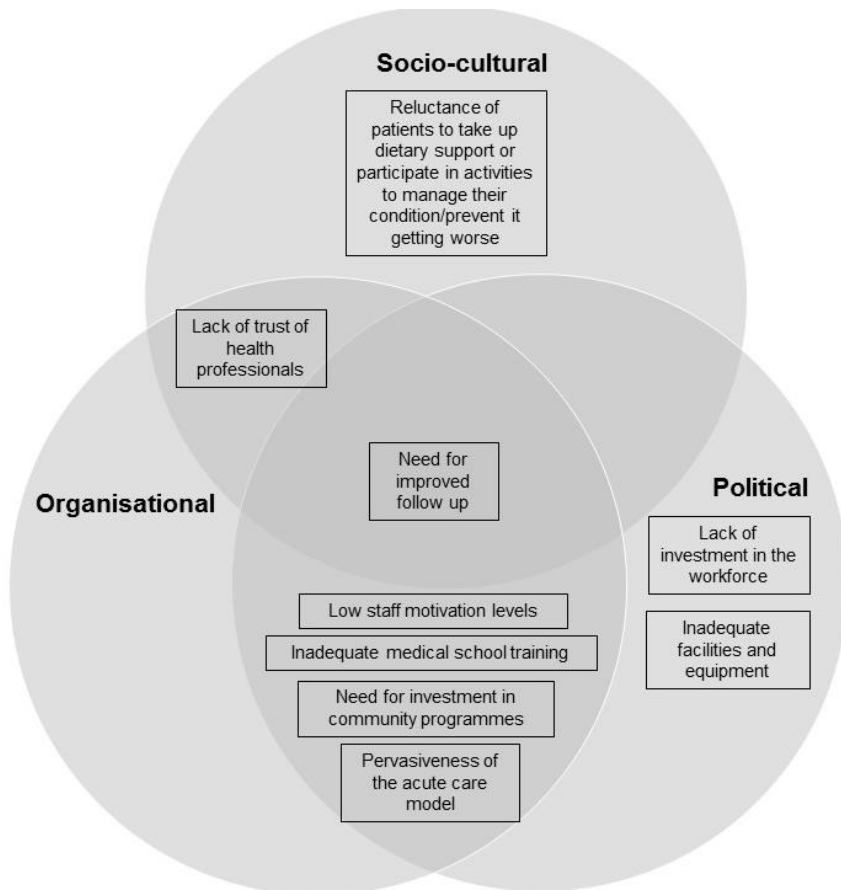 Socio-cultural
Reluctance of
patients to take up
dietary support or
participate in activities
to manage their
condition/prevent it
getting worse
Lack of trust of
health
professionals
Need for
improved
follow up
Organisational
Political
Lack of
investment in the
workforce
Inadequate
facilities and
equipment
Low staff motivation levels
Inadequate medical school training
Need for investment in
community programmes
Pervasiveness of
the acute care
model